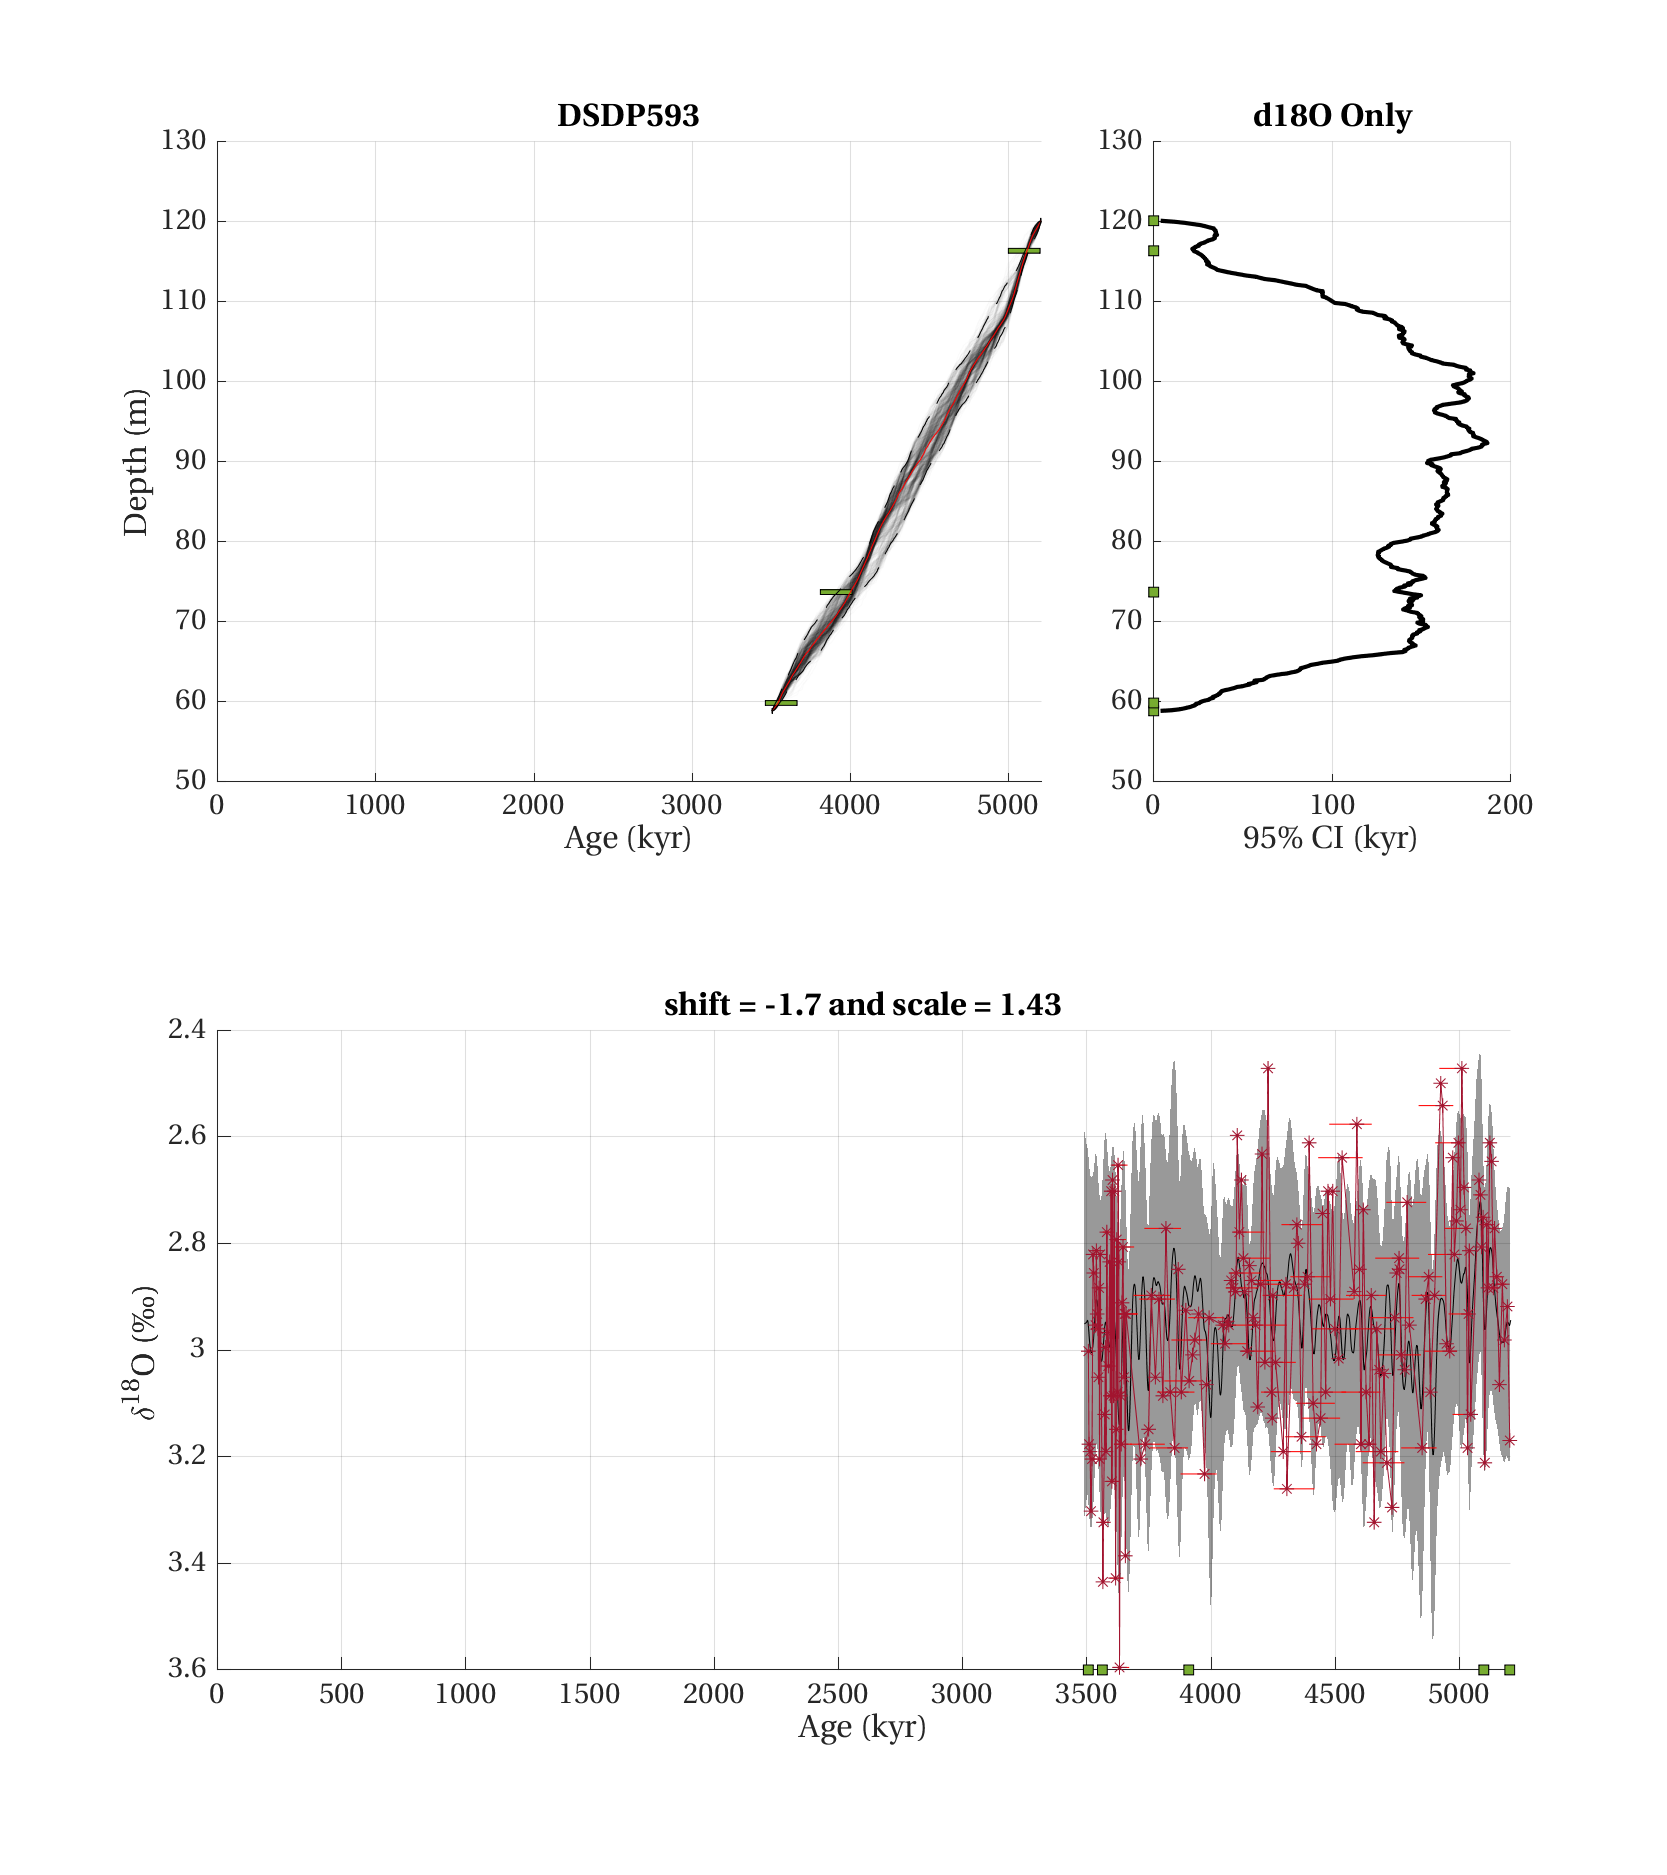 DSDP593
130
120
110
100
90
80
70
60
50
Depth (m)
0 1000 2000 3000 4000 5000
Age (kyr)
d18O Only
130
120
110
100
90
80
70
60
50
0 100 200
95% CI (kyr)
shift = -1.7 and scale = 1.43
2.4
2.6
2.8
3
3.2
3.4
3.6
δ¹⁸O (‰)
0 500 1000 1500 2000 2500 3000 3500 4000 4500 5000
Age (kyr)